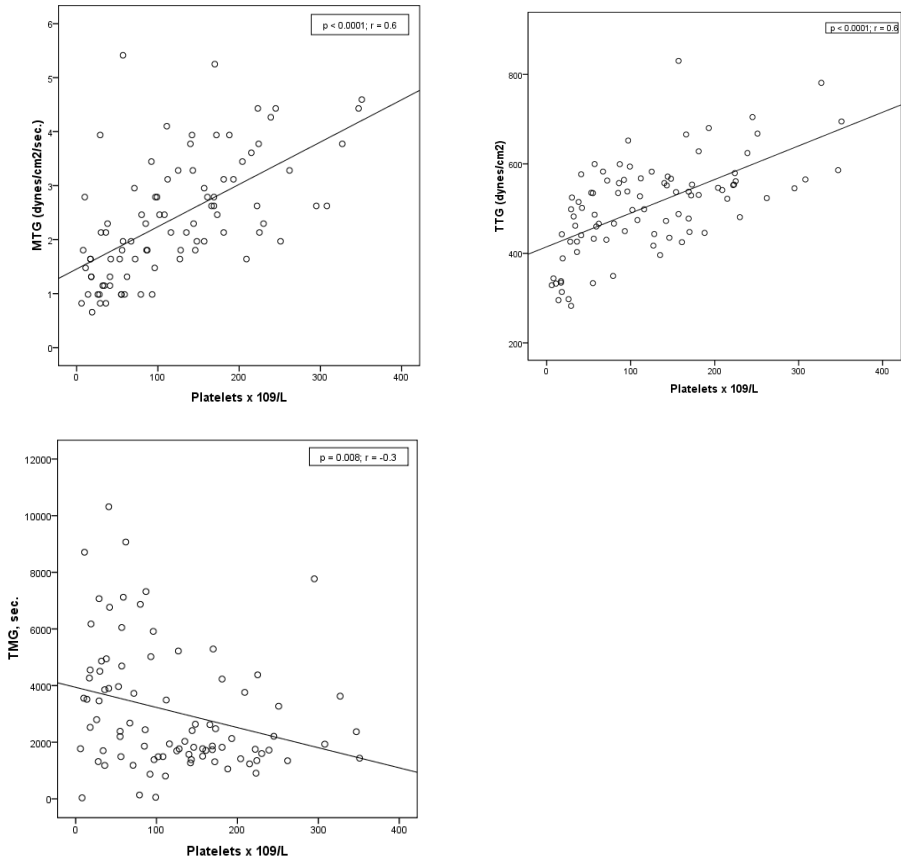 p < 0.0001; r = 0.6
6
5
4
3
2
1
0
MTG (dynes/cm2/sec.)
0 100 200 300 400
Platelets x 109/L
p < 0.0001; r = 0.6
800
600
400
200
TTG (dynes/cm2)
0 100 200 300 400
Platelets x 109/L
p = 0.008; r = -0.3
12000
10000
8000
6000
4000
2000
0
TMG, sec.
0 100 200 300 400
Platelets x 109/L